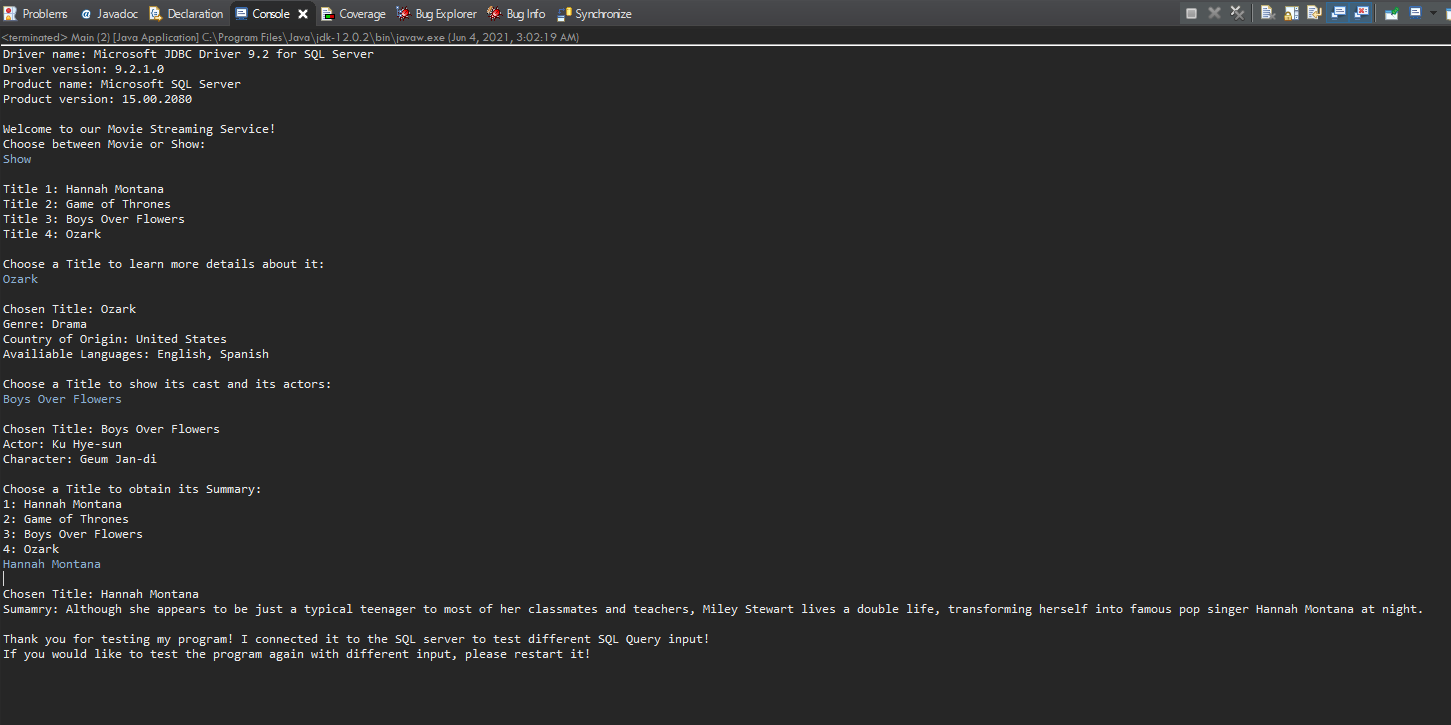 Problems Javadoc Declaration Console Coverage Bug Explorer Bug Info Synchronize
<terminated> Main (2) [Java Application] C:\Program Files\Java\jdk-12.0.2\bin\javaw.exe (Jun 4, 2021, 3:02:19 AM)
Driver name: Microsoft JDBC Driver 9.2 for SQL Server
Driver version: 9.2.1.0
Product name: Microsoft SQL Server
Product version: 15.00.2080
Welcome to our Movie Streaming Service!
Choose between Movie or Show:
Show
Title 1: Hannah Montana
Title 2: Game of Thrones
Title 3: Boys Over Flowers
Title 4: Ozark
Choose a Title to learn more details about it:
Ozark
Chosen Title: Ozark
Genre: Drama
Country of Origin: United States
Availiable Languages: English, Spanish
Choose a Title to show its cast and its actors:
Boys Over Flowers
Chosen Title: Boys Over Flowers
Actor: Ku Hye-sun
Character: Geum Jan-di
Choose a Title to obtain its Summary:
1: Hannah Montana
2: Game of Thrones
3: Boys Over Flowers
4: Ozark
Hannah Montana
Chosen Title: Hannah Montana
Sumamry: Although she appears to be just a typical teenager to most of her classmates and teachers, Miley Stewart lives a double life, transforming herself into famous pop singer Hannah Montana at night.
Thank you for testing my program! I connected it to the SQL server to test different SQL Query input!
If you would like to test the program again with different input, please restart it!